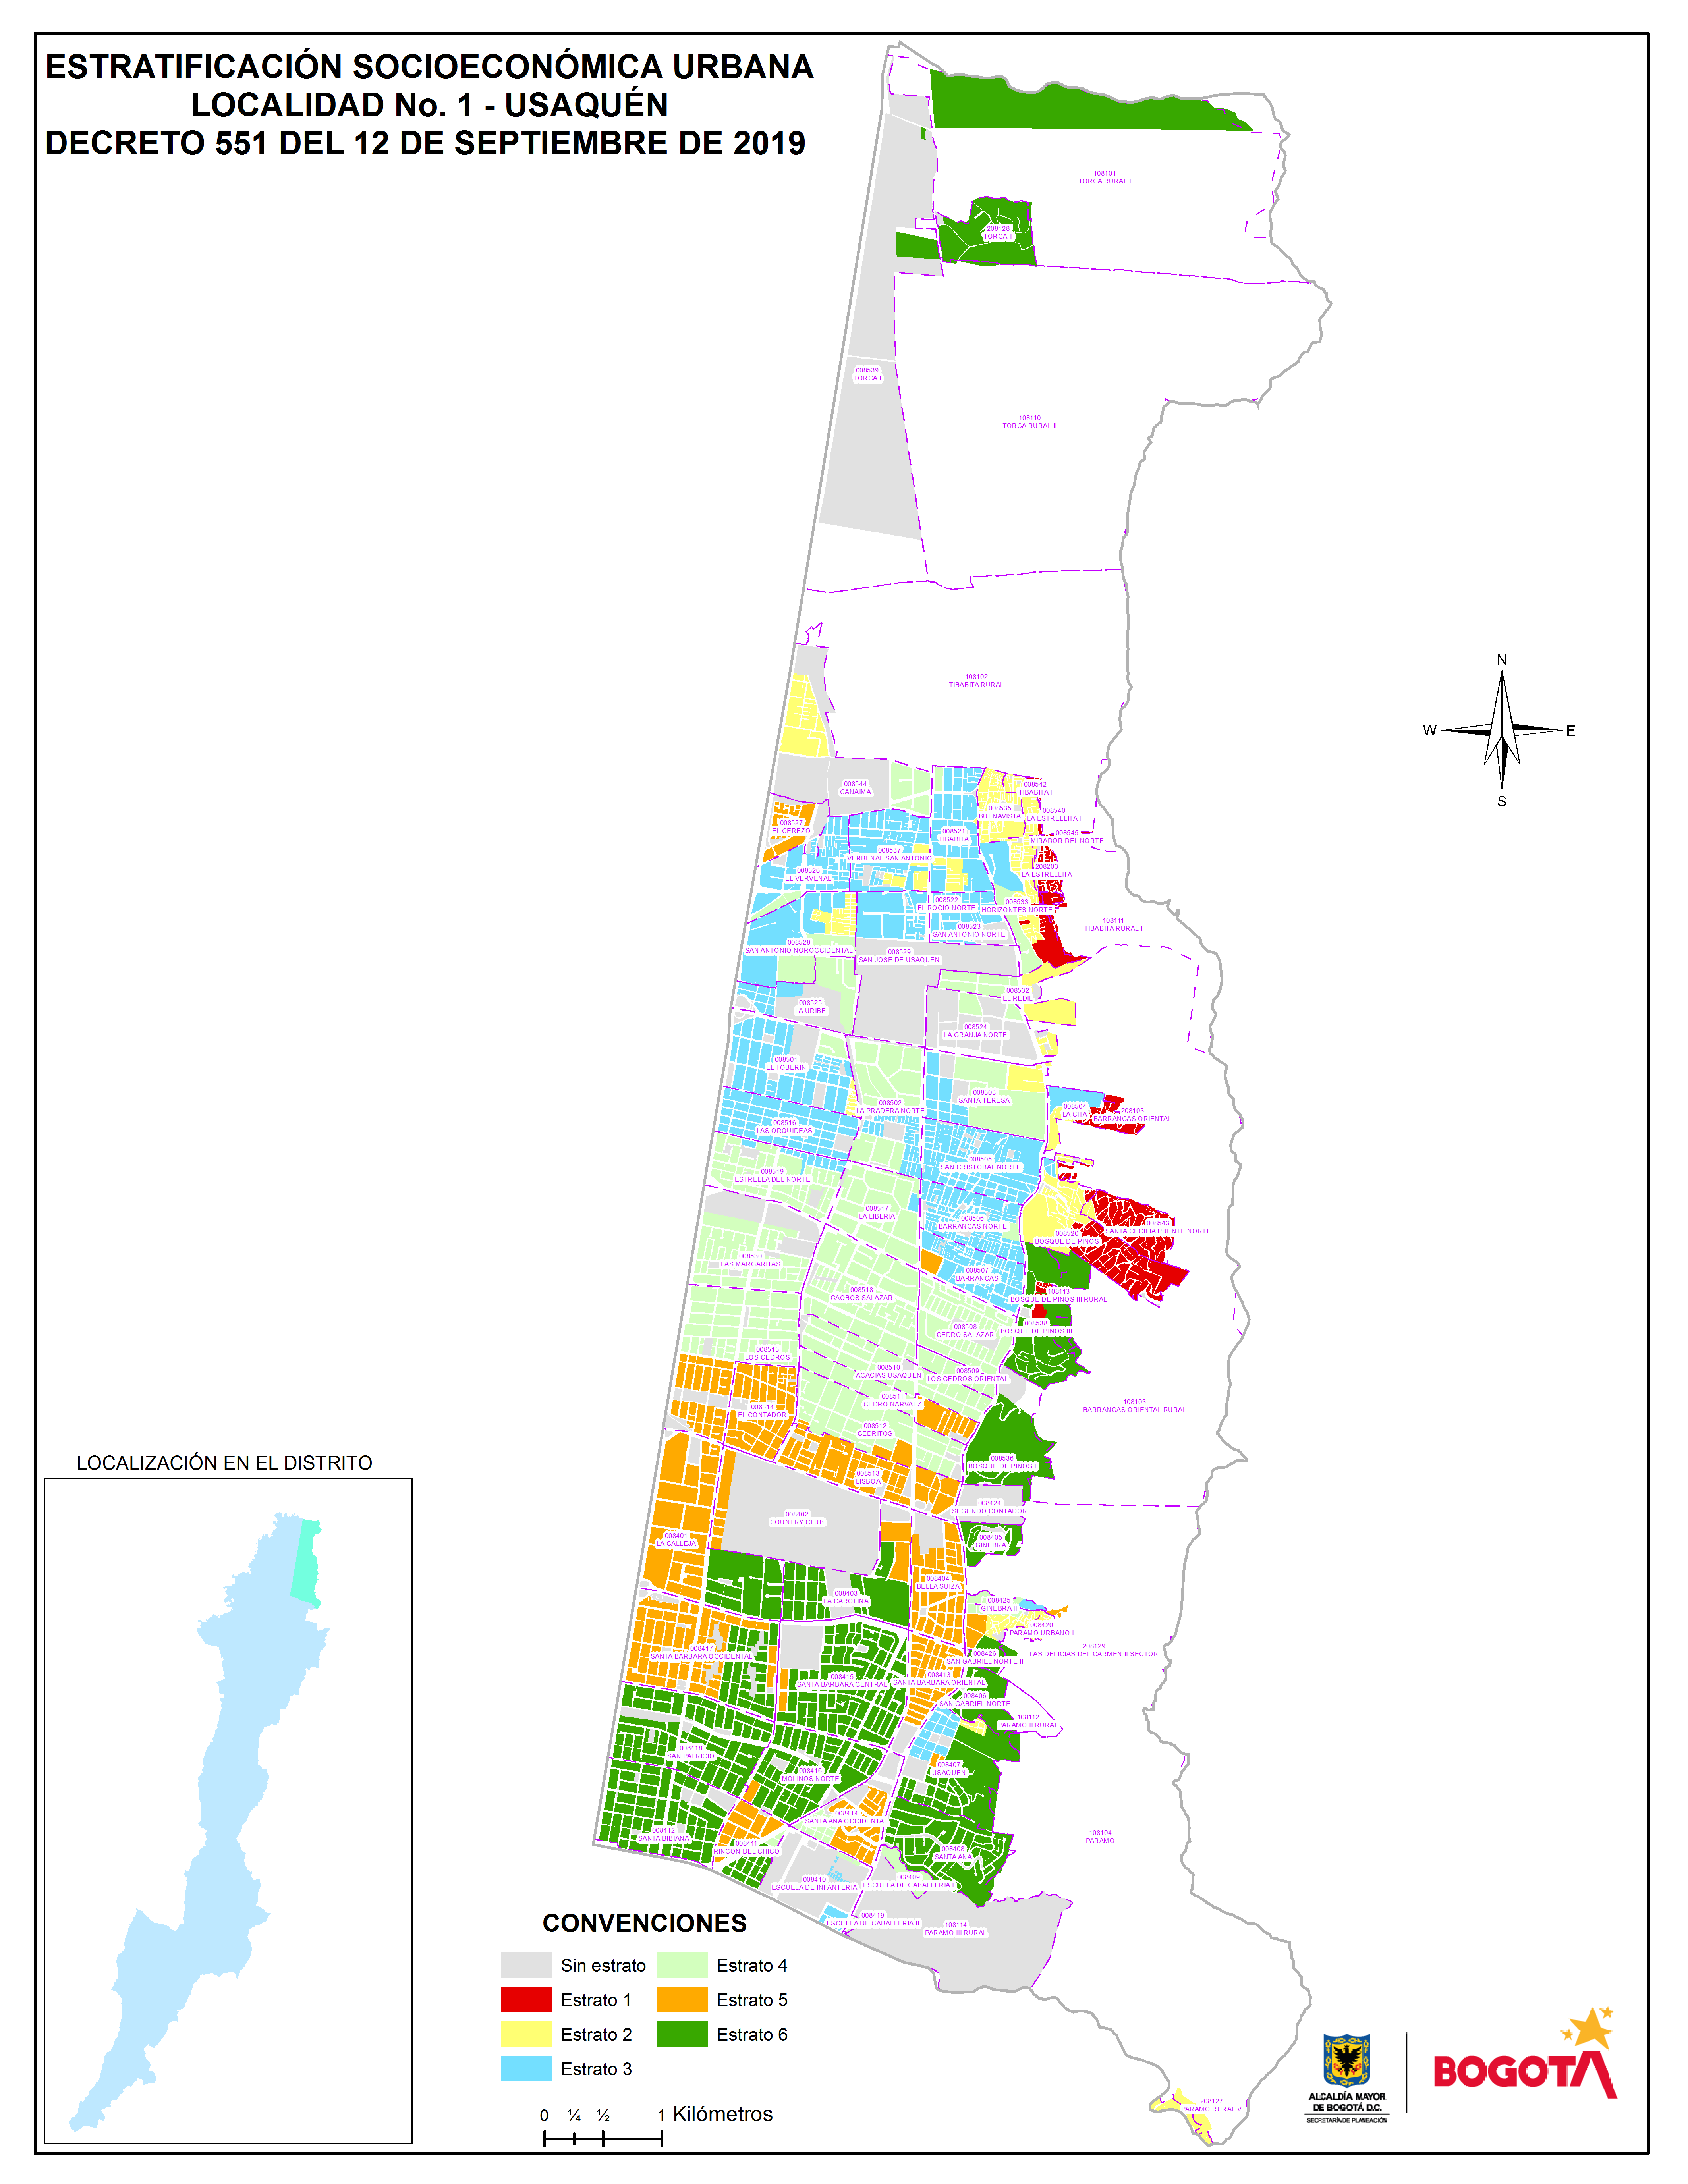 ESTRATIFICACIÓN SOCIOECONÓMICA URBANA
LOCALIDAD No. 1 - USAQUÉN
DECRETO 551 DEL 12 DE SEPTIEMBRE DE 2019
108101
TORCA RURAL I
208128
TORCA II
008539
TORCA I
108110
TORCA RURAL II
108102
TIBABITA RURAL
N
W
E
S
008544
CANAIMA
008542
TIBABITA I
008535
BUENAVISTA
008540
LA ESTRELLITA I
008527
EL CEREZO
008521
TIBABITA
008545
MIRADOR DEL NORTE
008537
VERBENAL SAN ANTONIO
008526
EL VERVENAL
208203
LA ESTRELLITA
008522
EL ROCIO NORTE
008533
HORIZONTES NORTE
108111
TIBABITA RURAL I
008523
SAN ANTONIO NORTE
008528
SAN ANTONIO NOROCCIDENTAL
008529
SAN JOSE DE USAQUEN
008532
EL REDIL
008525
LA URIBE
008524
LA GRANJA NORTE
008501
EL TOBERIN
008503
SANTA TERESA
008502
LA PRADERA NORTE
008504
LA CITA
208103
BARRANCAS ORIENTAL
008516
LAS ORQUIDEAS
008505
SAN CRISTOBAL NORTE
008519
ESTRELLA DEL NORTE
008517
LA LIBERIA
008506
BARRANCAS NORTE
008543
SANTA CECILIA PUENTE NORTE
008520
BOSQUE DE PINOS
008530
LAS MARGARITAS
008507
BARRANCAS
008518
CAOBOS SALAZAR
108113
BOSQUE DE PINOS III RURAL
008508
CEDRO SALAZAR
008538
BOSQUE DE PINOS III
008515
LOS CEDROS
008510
ACACIAS USAQUEN
008509
LOS CEDROS ORIENTAL
008511
CEDRO NARVAEZ
108103
BARRANCAS ORIENTAL RURAL
008514
EL CONTADOR
008512
CEDRITOS
008536
BOSQUE DE PINOS I
008513
LISBOA
008424
SEGUNDO CONTADOR
008402
COUNTRY CLUB
008401
LA CALLEJA
008405
GINEBRA
008404
BELLA SUIZA
008403
LA CAROLINA
008425
GINEBRA II
008420
PARAMO URBANO I
008417
SANTA BARBARA OCCIDENTAL
208129
LAS DELICIAS DEL CARMEN II SECTOR
008426
SAN GABRIEL NORTE II
008415
SANTA BARBARA CENTRAL
008413
SANTA BARBARA ORIENTAL
008406
SAN GABRIEL NORTE
108112
PARAMO II RURAL
008418
SAN PATRICIO
008416
MOLINOS NORTE
008407
USAQUEN
008414
SANTA ANA OCCIDENTAL
008412
SANTA BIBIANA
008411
RINCON DEL CHICO
008408
SANTA ANA
108104
PARAMO
008410
ESCUELA DE INFANTERIA
008409
ESCUELA DE CABALLERIA I
008419
ESCUELA DE CABALLERIA II
108114
PARAMO III RURAL
208127
PARAMO RURAL V
LOCALIZACIÓN EN EL DISTRITO
CONVENCIONES
Sin estrato
Estrato 4
Estrato 1
Estrato 5
Estrato 2
Estrato 6
Estrato 3
0 ¼ ½ 1 Kilómetros
ALCALDÍA MAYOR
DE BOGOTÁ D.C.
SECRETARÍA DE PLANEACIÓN
BOGOTÁ